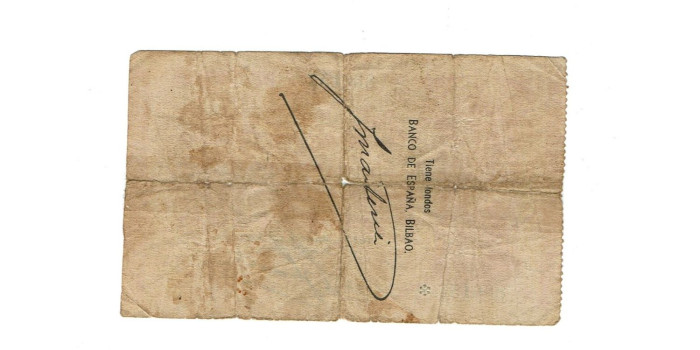 Tiene fondos
BANCO DE ESPAÑA. BILBAO,